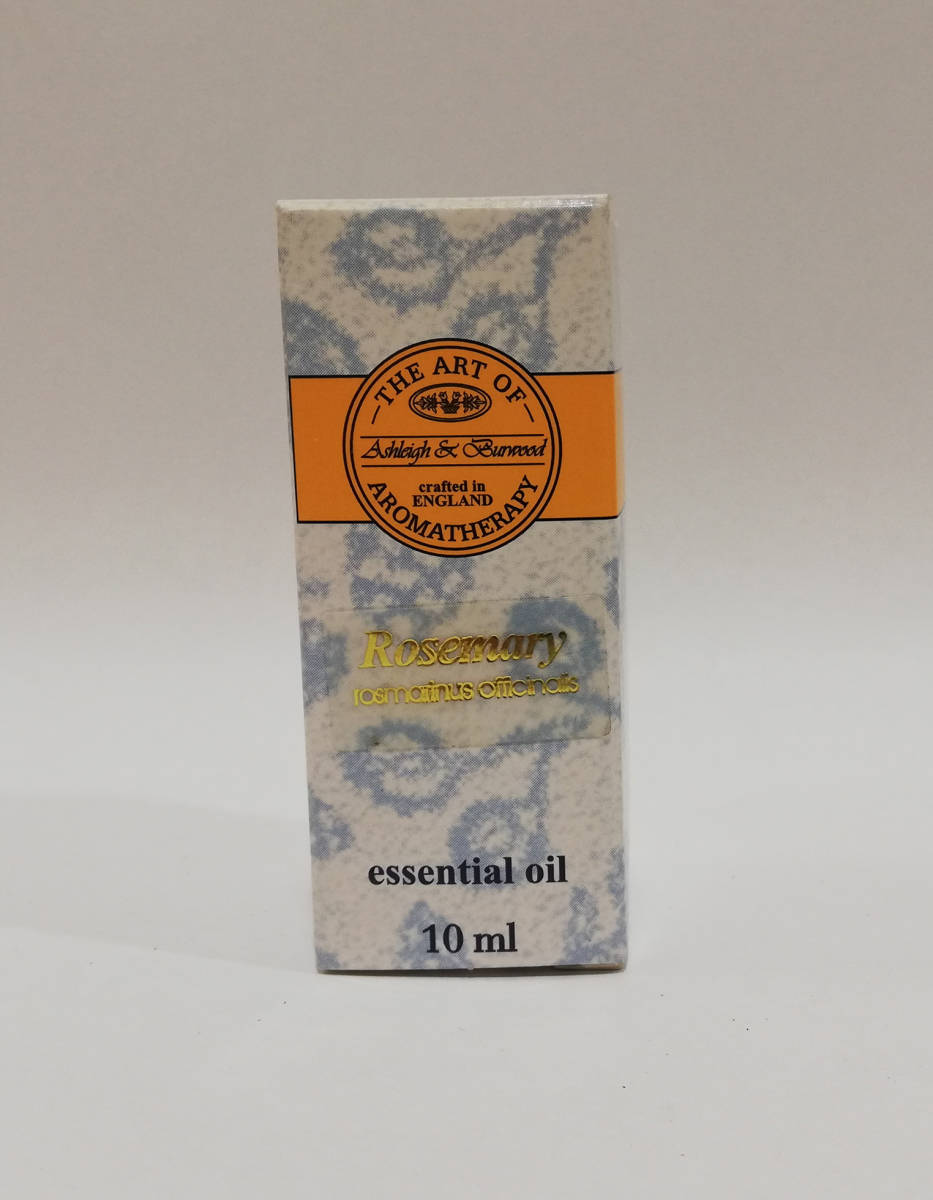 THE ART OF
Ashleigh & Burwood
crafted in
ENGLAND
AROMATHERAPY
Rosemary
rosmarinus officinalis
essential oil
10 ml